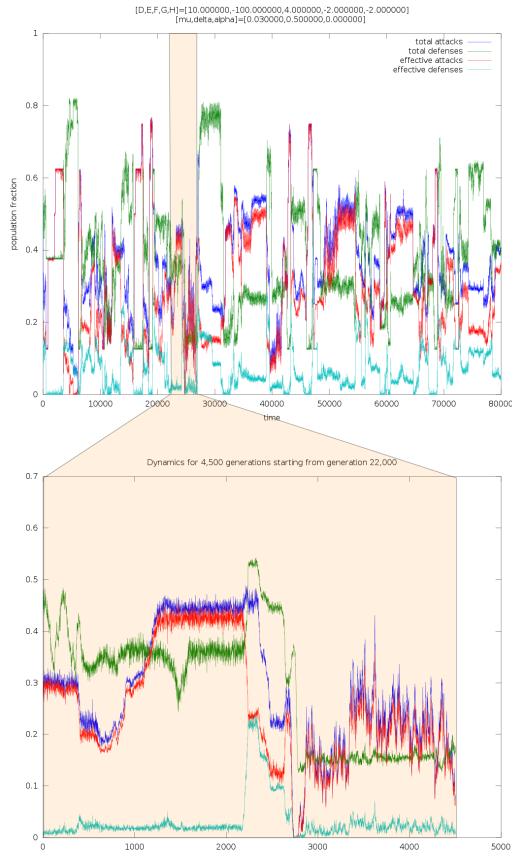 [D,E,F,G,H]=[10.000000,-100.000000,4.000000,-2.000000,-2.000000]
[mu,delta,alpha]=[0.030000,0.500000,0.000000]
total attacks
total defenses
effective attacks
effective defenses
1
0.8
0.6
0.4
0.2
0
population fraction
0 10000 20000 30000 40000 50000 60000 70000 80000
time
Dynamics for 4,500 generations starting from generation 22,000
0.7
0.6
0.5
0.4
0.3
0.2
0.1
0
0 1000 2000 3000 4000 5000